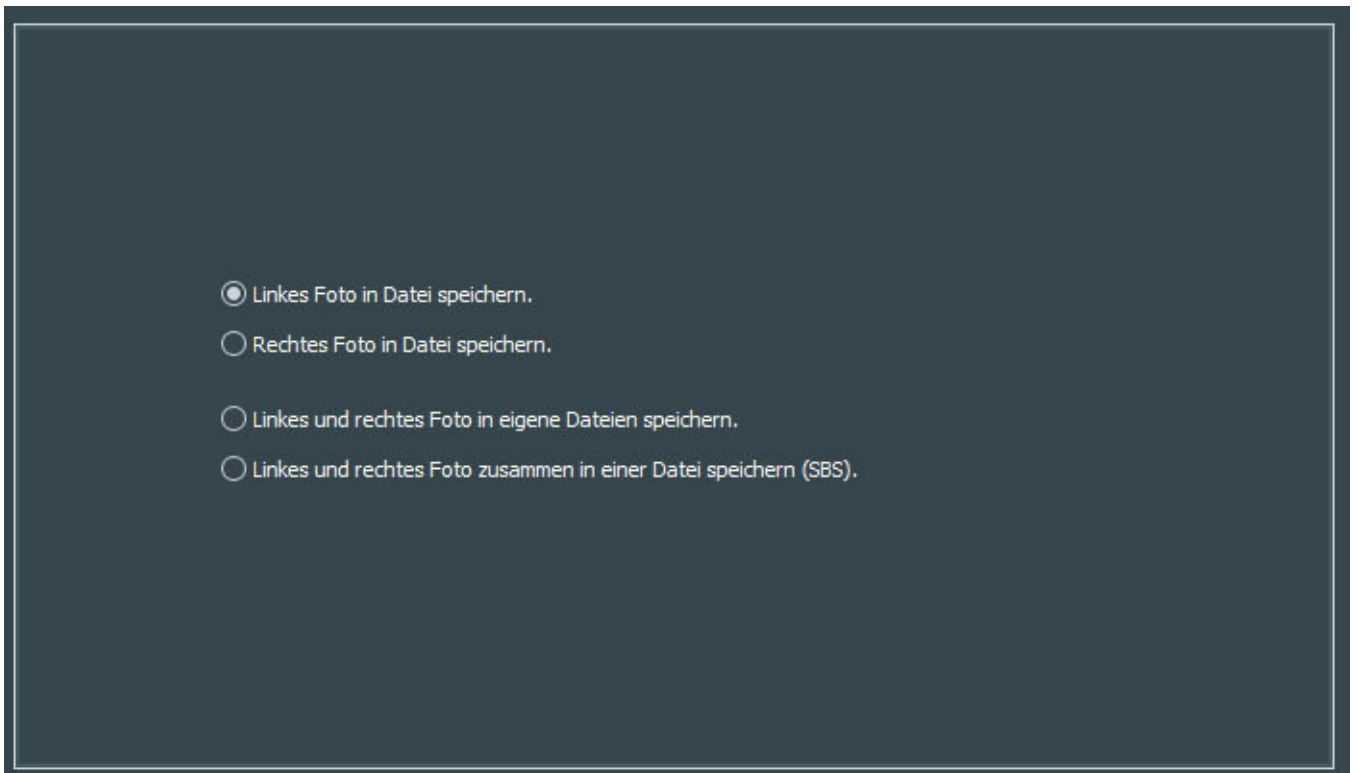 Linkes Foto in Datei speichern.
Rechtes Foto in Datei speichern.
Linkes und rechtes Foto in eigene Dateien speichern.
Linkes und rechtes Foto zusammen in einer Datei speichern (SBS).